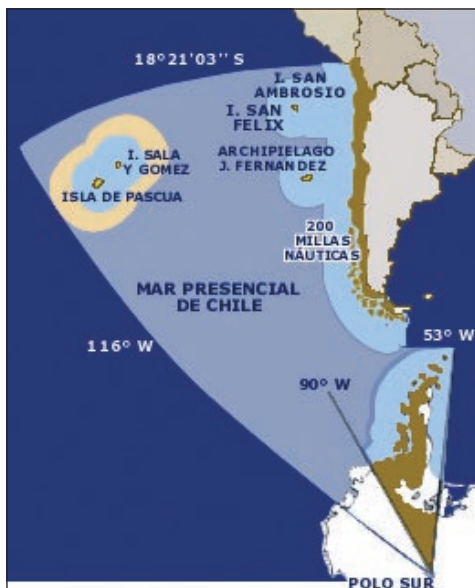 18°21'03'' S
I. SAN
AMBROSIO
I. SAN
FELIX
I. SALA
Y GOMEZ
ISLA DE PASCUA
ARCHIPIELAGO
J. FERNANDEZ
200
MILLAS
NÁUTICAS
MAR PRESENCIAL
DE CHILE
116° W
53° W
90° W
POLO SUR